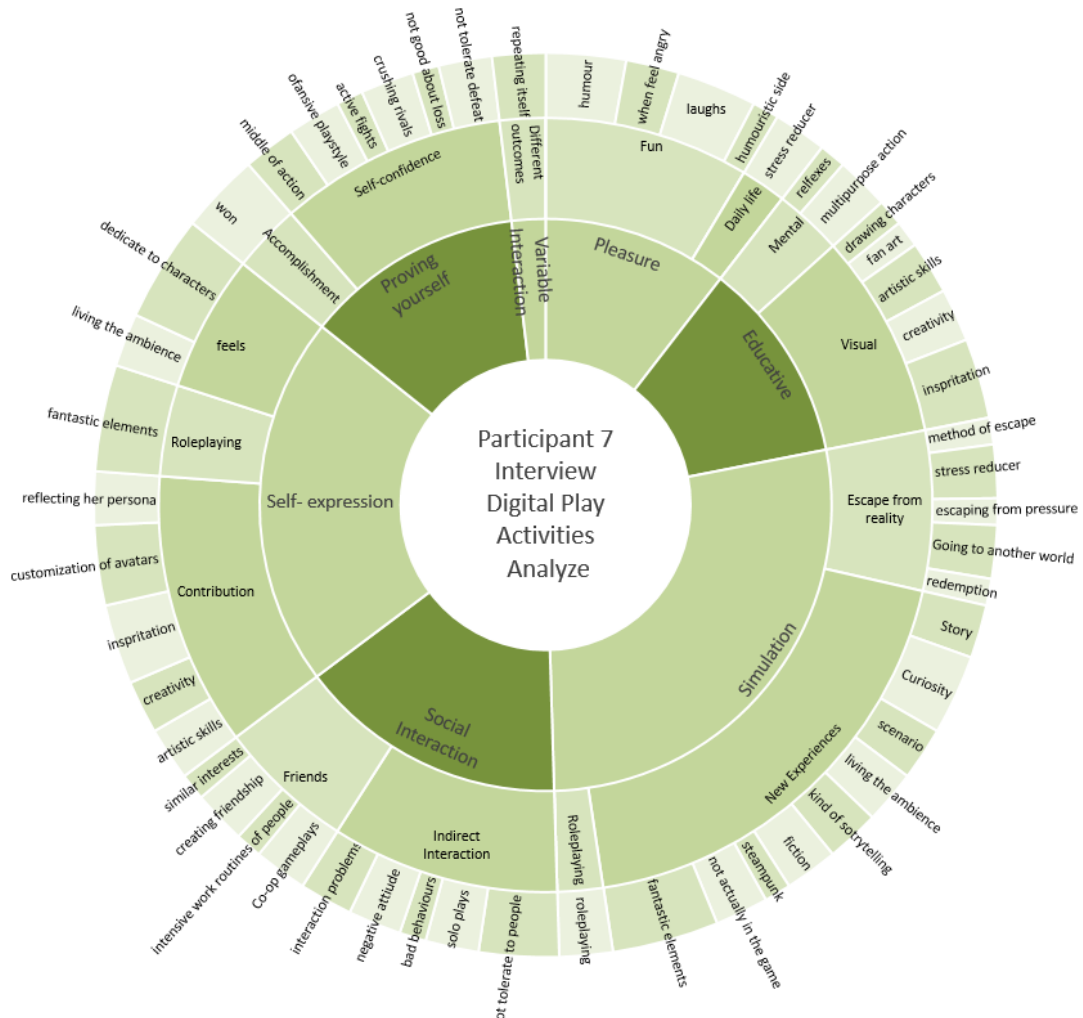 Participant 7
Interview
Digital Play
Activities
Analyze
Pleasure
Fun
humour
when feel angry
laughs
humouristic side
Daily life
stress reducer
Educative
Mental
relfexes
multipurpose action
Visual
drawing characters
fan art
artistic skills
creativity
inspritation
Simulation
Escape from
reality
method of escape
stress reducer
escaping from pressure
Going to another world
redemption
New Experiences
Story
Curiosity
scenario
living the ambience
kind of sotrytelling
fiction
steampunk
not actually in the game
fantastic elements
Roleplaying
roleplaying
Social
Interaction
Indirect
Interaction
ot tolerate to people
solo plays
bad behaviours
negative attiude
interaction problems
Friends
Co-op gameplays
intensive work routines of people
creating friendship
similar interests
Self- expression
Contribution
artistic skills
creativity
inspritation
customization of avatars
reflecting her persona
Roleplaying
fantastic elements
feels
living the ambience
dedicate to characters
Proving
yourself
Accomplishment
won
Self-confidence
middle of action
ofansive playstyle
active fights
crushing rivals
not good about loss
not tolerate defeat
Variable
Interaction
Different
outcomes
repeating itself